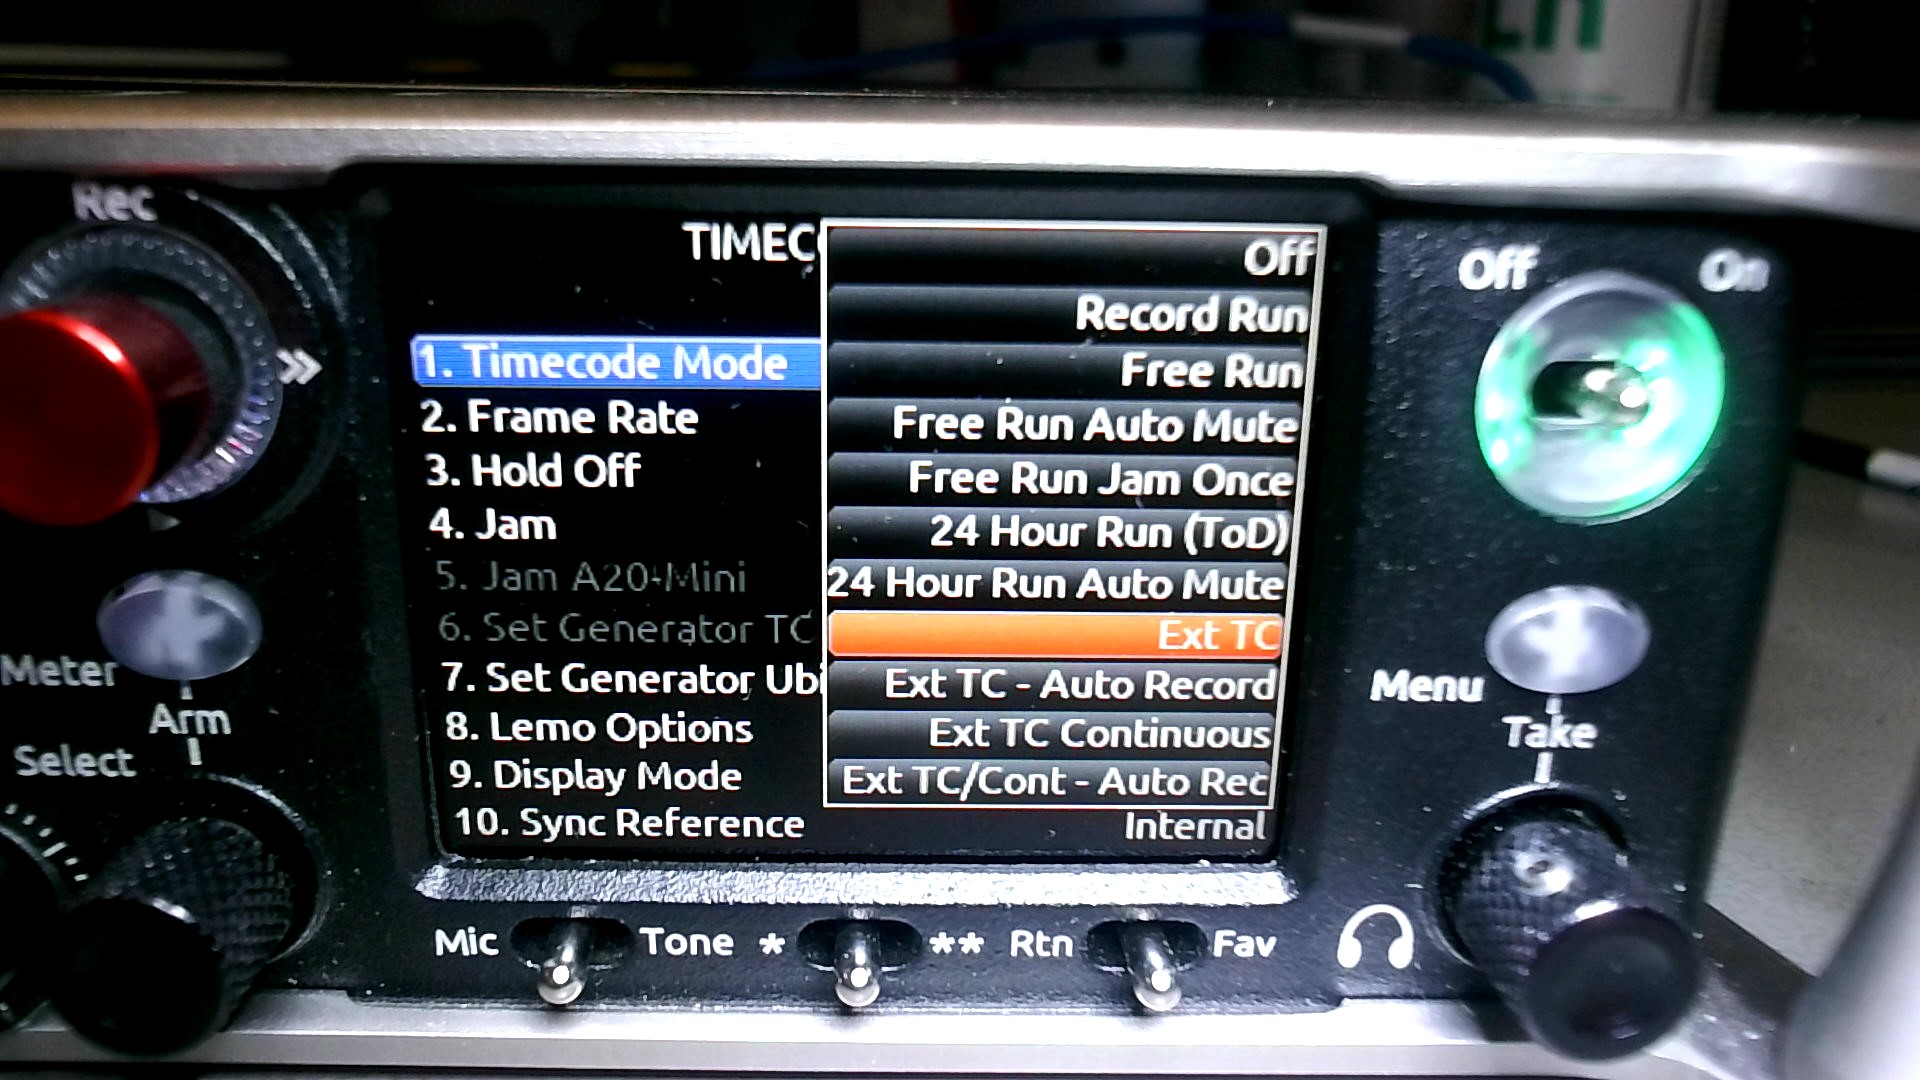 Rec
TIMEC
Off
Record Run
Free Run
Free Run Auto Mute
Free Run Jam Once
24 Hour Run (ToD)
24 Hour Run Auto Mute
Ext TC
Ext TC - Auto Record
Ext TC Continuous
Ext TC/Cont - Auto Rec
1. Timecode Mode
2. Frame Rate
3. Hold Off
4. Jam
5. Jam A20-Mini
6. Set Generator TC
7. Set Generator Ubi
8. Lemo Options
9. Display Mode
10. Sync Reference Internal
Off On
Meter
Arm
Select
Menu
Take
Mic Tone * ** Rtn Fav